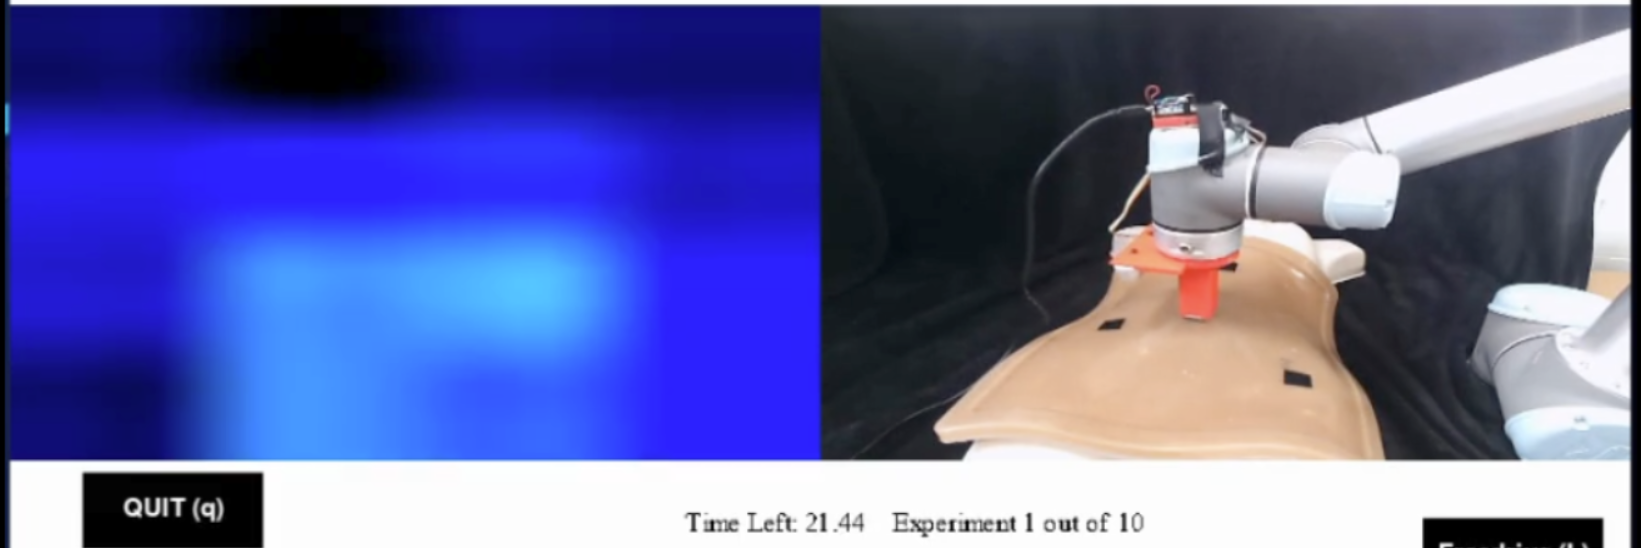 QUIT (q)
Time Left: 21.44 Experiment 1 out of 10